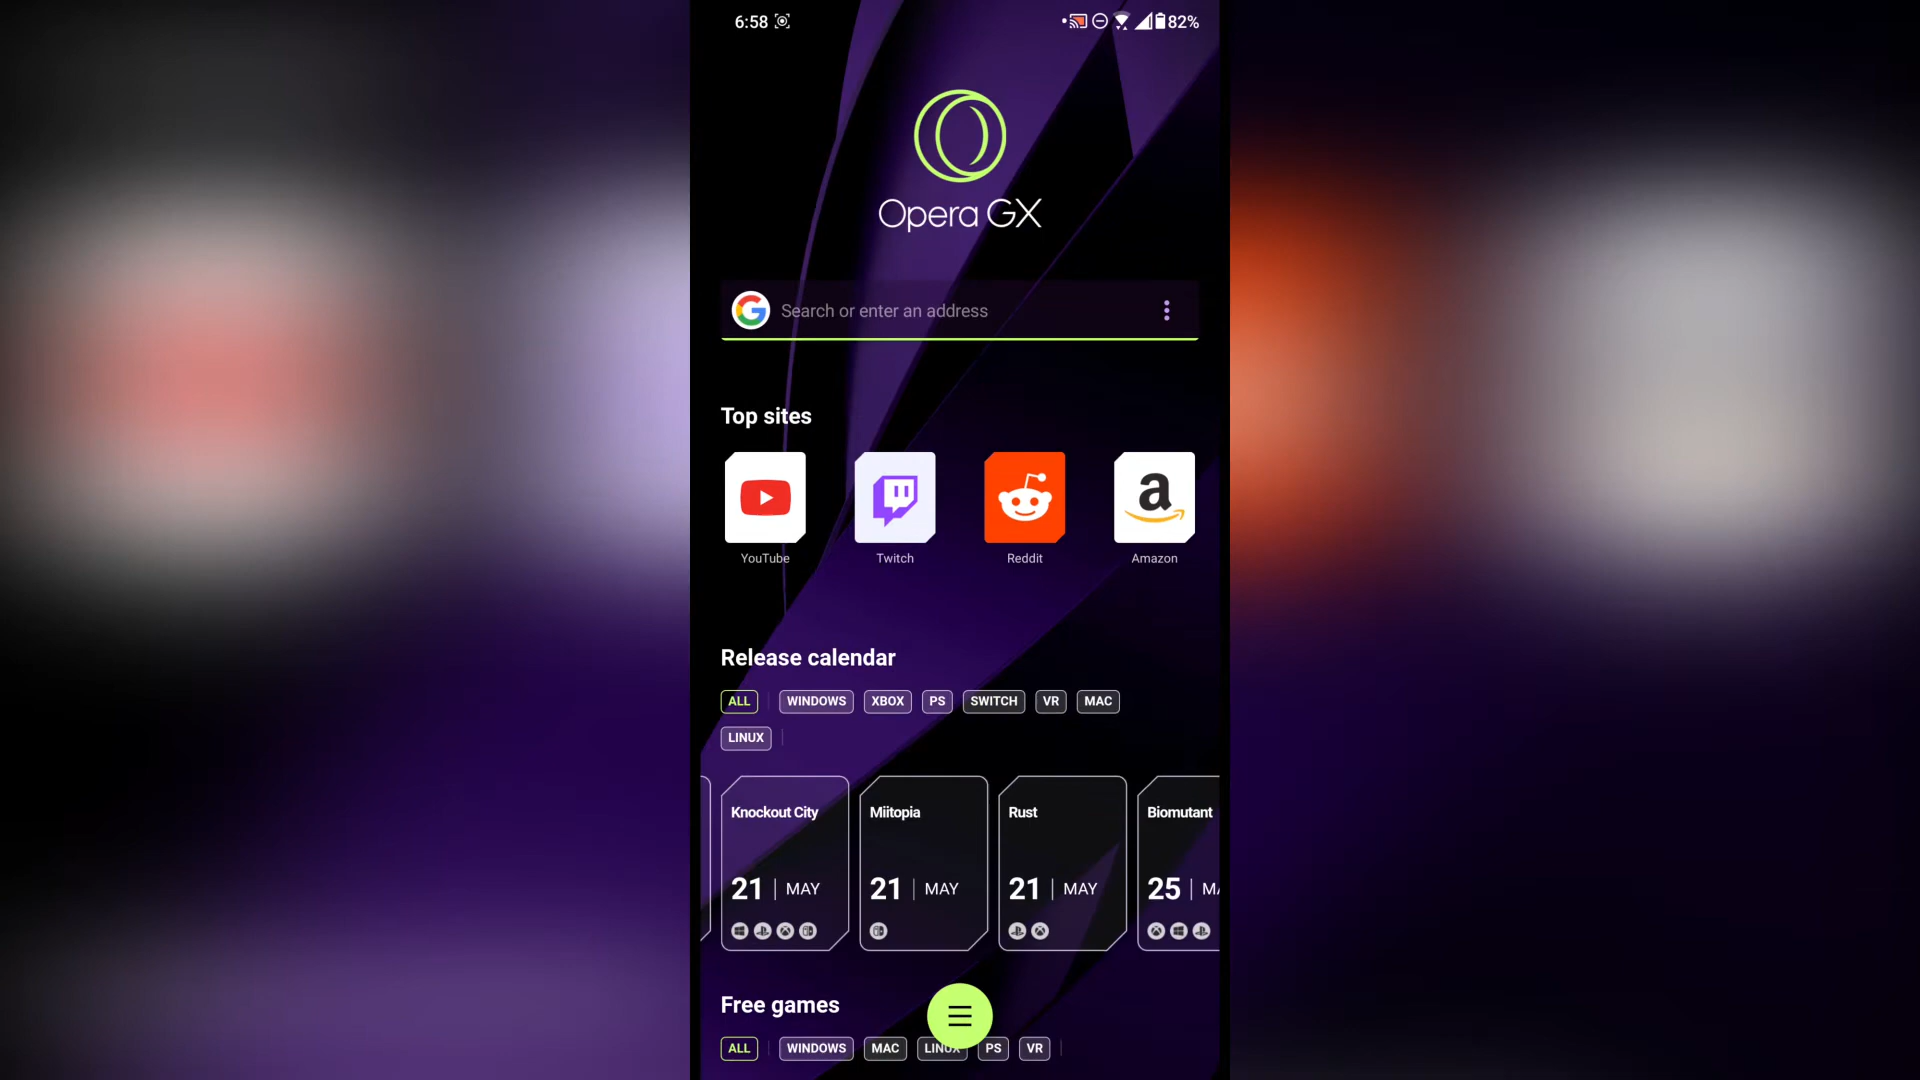 6:58 82%
Opera GX
Search or enter an address
Top sites
YouTube Twitch Reddit Amazon
Release calendar
ALL WINDOWS XBOX PS SWITCH VR MAC
LINUX
Knockout City Miitopia Rust Biomutant
21 | MAY 21 | MAY 21 | MAY 25 | MA
Free games
ALL WINDOWS MAC LINUX PS VR